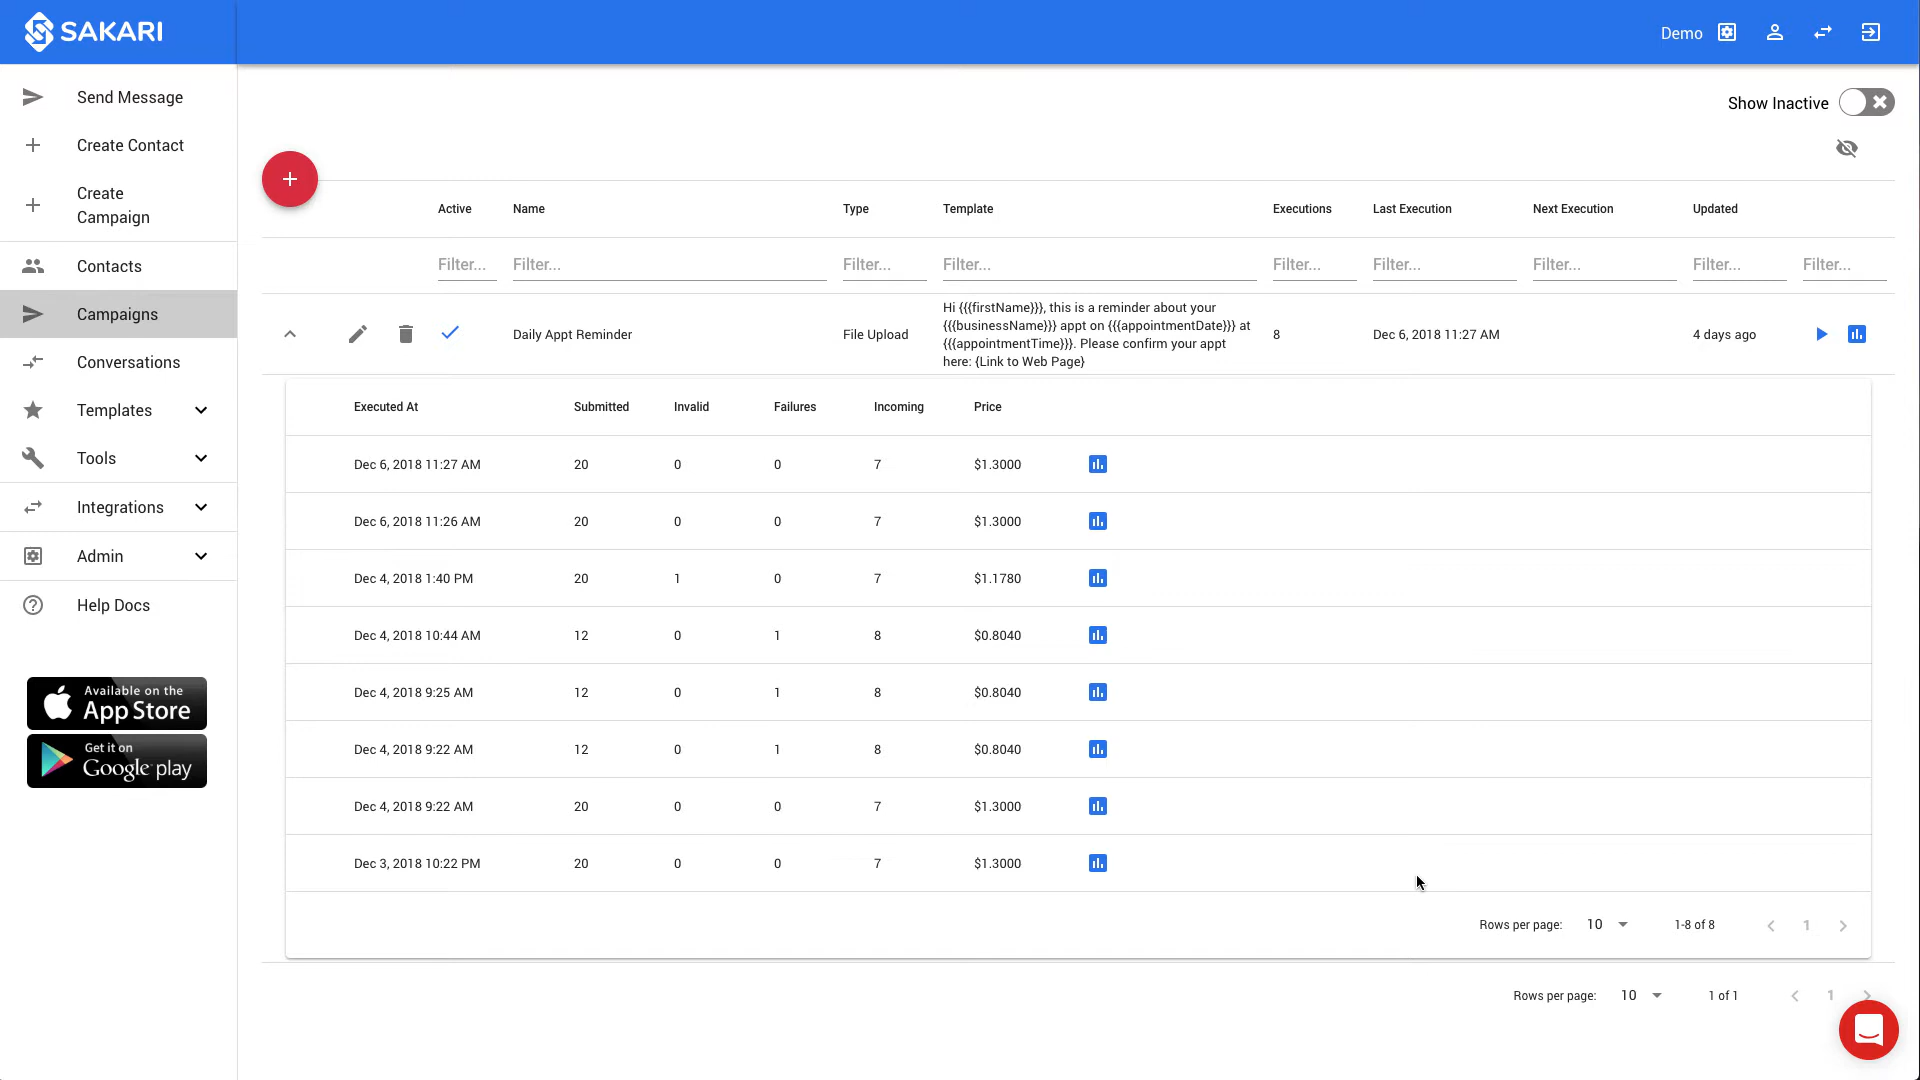 SAKARI
Demo
Send Message
Create Contact
Create
Campaign
Contacts
Campaigns
Conversations
Templates
Tools
Integrations
Admin
Help Docs
Available on the
App Store
Get it on
Google play
Show Inactive
Active Name Type Template Executions Last Execution Next Execution Updated
Filter... Filter... Filter... Filter... Filter... Filter... Filter... Filter... Filter...
Hi {{{firstName}}}, this is a reminder about your
{{{businessName}}} appt on {{{appointmentDate}}} at
Daily Appt Reminder File Upload 8 Dec 6, 2018 11:27 AM 4 days ago
{{{appointmentTime}}}. Please confirm your appt
here: {Link to Web Page}
Executed At Submitted Invalid Failures Incoming Price
Dec 6, 2018 11:27 AM 20 0 0 7 $1.3000
Dec 6, 2018 11:26 AM 20 0 0 7 $1.3000
Dec 4, 2018 1:40 PM 20 1 0 7 $1.1780
Dec 4, 2018 10:44 AM 12 0 1 8 $0.8040
Dec 4, 2018 9:25 AM 12 0 1 8 $0.8040
Dec 4, 2018 9:22 AM 12 0 1 8 $0.8040
Dec 4, 2018 9:22 AM 20 0 0 7 $1.3000
Dec 3, 2018 10:22 PM 20 0 0 7 $1.3000
Rows per page: 10 1-8 of 8 1
Rows per page: 10 1 of 1 1